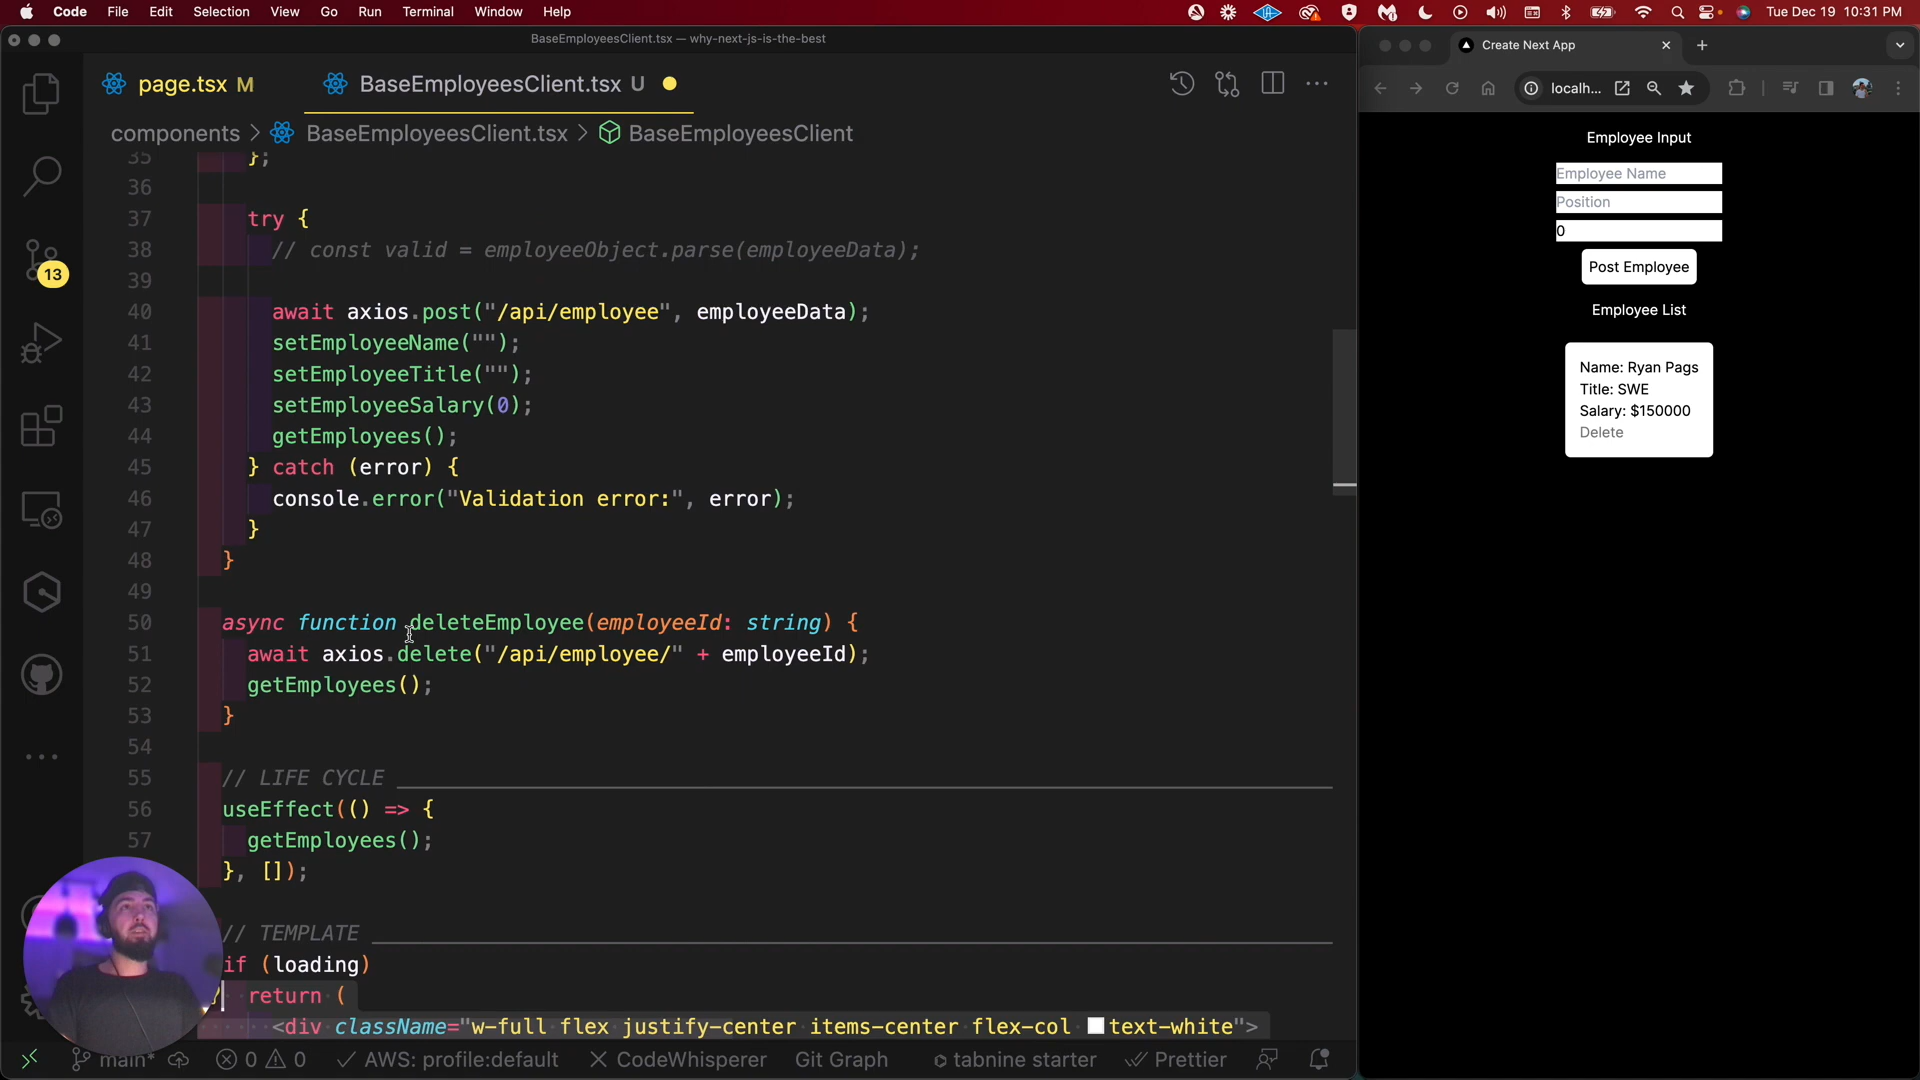 Code File Edit Selection View Go Run Terminal Window Help Tue Dec 19 10:31 PM
BaseEmployeesClient.tsx — why-next-js-is-the-best
page.tsx M BaseEmployeesClient.tsx U
components > BaseEmployeesClient.tsx > BaseEmployeesClient
35 };
36
37 try {
38 // const valid = employeeObject.parse(employeeData);
39
40 await axios.post("/api/employee", employeeData);
41 setEmployeeName("");
42 setEmployeeTitle("");
43 setEmployeeSalary(0);
44 getEmployees();
45 } catch (error) {
46 console.error("Validation error:", error);
47 }
48 }
49
50 async function deleteEmployee(employeeId: string) {
51 await axios.delete("/api/employee/" + employeeId);
52 getEmployees();
53 }
54
55 // LIFE CYCLE
56 useEffect(() => {
57 getEmployees();
}, []);
// TEMPLATE
if (loading)
return (
<div className="w-full flex justify-center items-center flex-col text-white">
13
main* 0 0 AWS: profile:default CodeWhisperer Git Graph tabnine starter Prettier
Create Next App
localh...
Employee Input
Employee Name
Position
0
Post Employee
Employee List
Name: Ryan Pags
Title: SWE
Salary: $150000
Delete